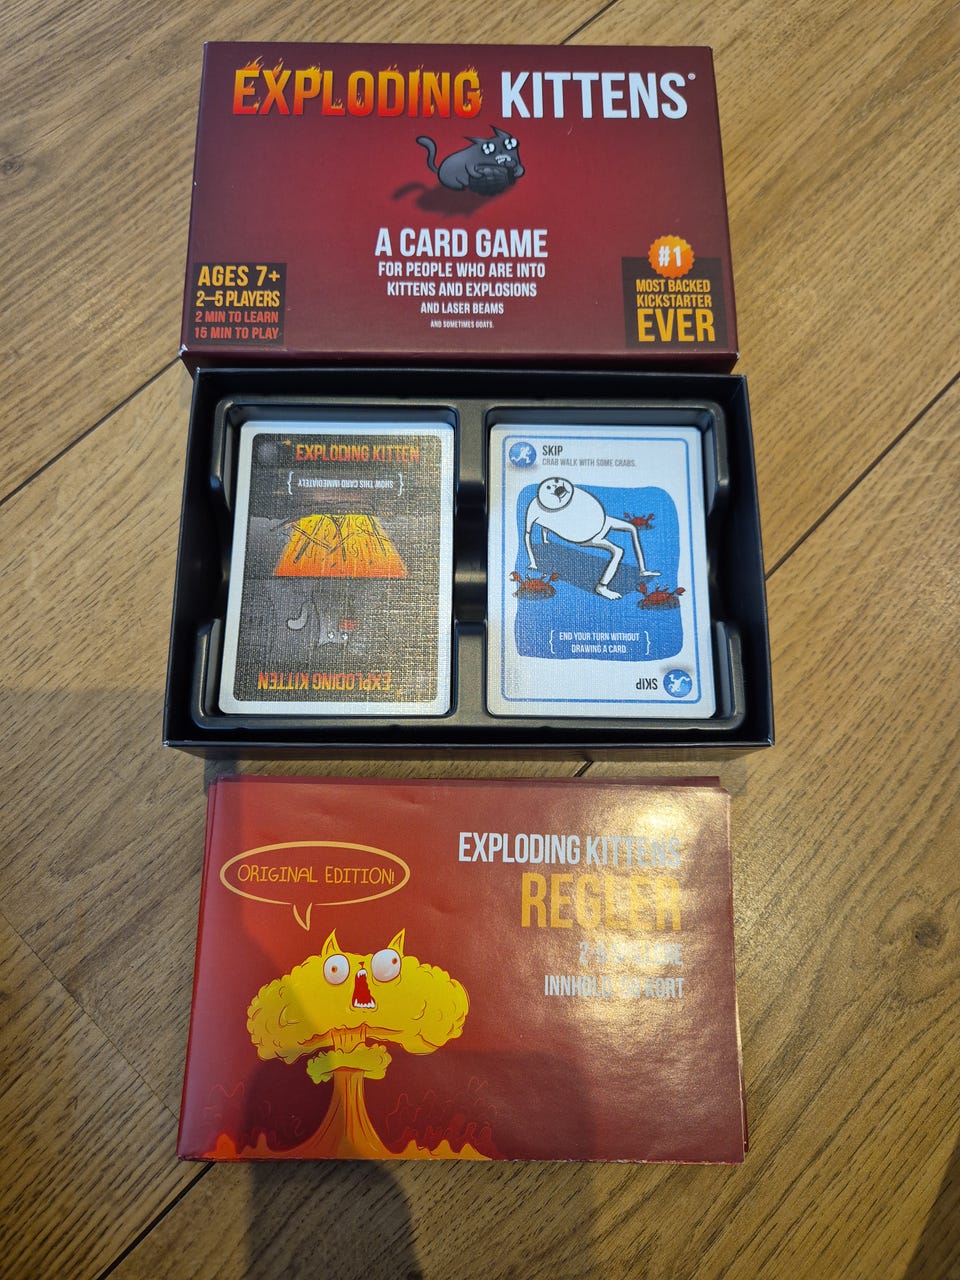 EXPLODING KITTENS®
A CARD GAME
FOR PEOPLE WHO ARE INTO
KITTENS AND EXPLOSIONS
AND LASER BEAMS
AND SOMETIMES GOATS.
AGES 7+
2–5 PLAYERS
2 MIN TO LEARN
15 MIN TO PLAY
#1
MOST BACKED
KICKSTARTER
EVER
EXPLODING KITTEN
SHOW THIS CARD IMMEDIATELY
EXPLODING KITTEN
SKIP
CRAB WALK WITH SOME CRABS.
END YOUR TURN WITHOUT
DRAWING A CARD
SKIP
ORIGINAL EDITION!
EXPLODING KITTENS
REGLER
INNHOLD KORT